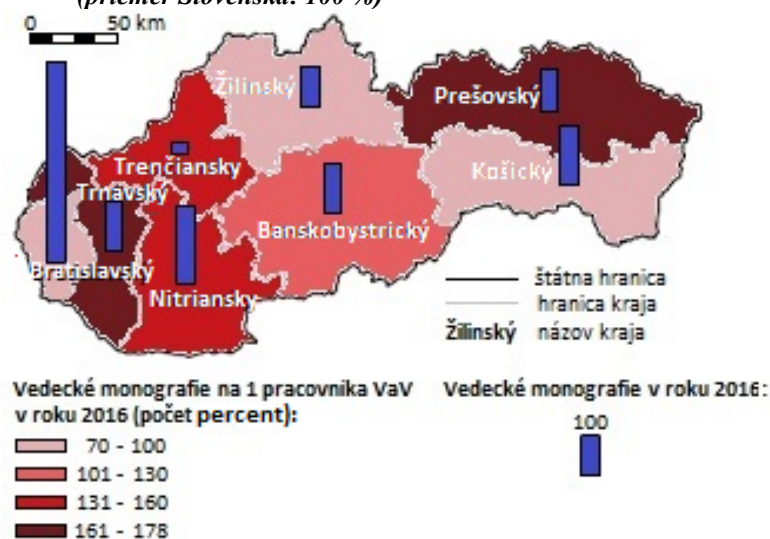 (priemer Slovenska: 100 %)
0 50 km
Žilinský
Prešovský
Trenčiansky
Košický
Trnavský
Banskobystrický
Bratislavský
Nitriansky
štátna hranica
hranica kraja
Žilinský názov kraja
Vedecké monografie na 1 pracovnika VaV
v roku 2016 (počet percent):
70 - 100
101 - 130
131 - 160
161 - 178
Vedecké monografie v roku 2016:
100